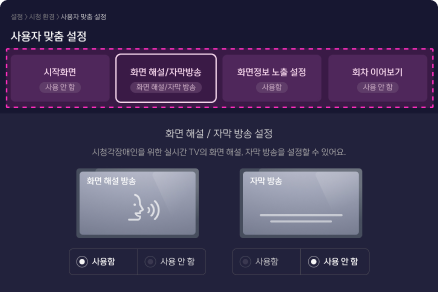 설정 > 시청 환경 > 사용자 맞춤 설정
사용자 맞춤 설정
시작화면
사용 안 함
화면 해설/자막방송
화면 해설/자막 방송
화면정보 노출 설정
사용함
회차 이어보기
사용 안 함
화면 해설 / 자막 방송 설정
시청각장애인을 위한 실시간 TV의 화면 해설, 자막 방송을 설정할 수 있어요.
화면 해설 방송
자막 방송
사용함
사용 안 함
사용함
사용 안 함